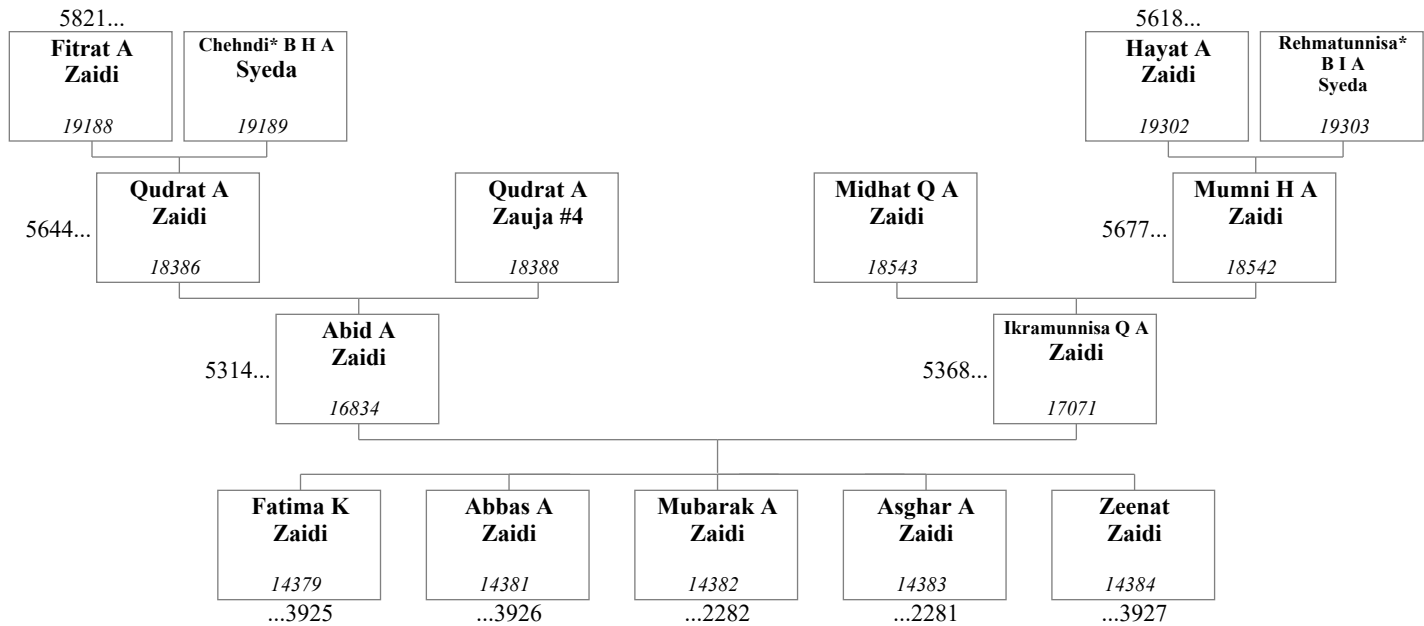 5821...
Fitrat A
Zaidi
19188
Chehndi* B H A
Syeda
19189
5618...
Hayat A
Zaidi
19302
Rehmatunnisa*
B I A
Syeda
19303
5644...
Qudrat A
Zaidi
18386
Qudrat A
Zauja #4
18388
Midhat Q A
Zaidi
18543
5677...
Mumni H A
Zaidi
18542
5314...
Abid A
Zaidi
16834
5368...
Ikramunnisa Q A
Zaidi
17071
Fatima K
Zaidi
14379
...3925
Abbas A
Zaidi
14381
...3926
Mubarak A
Zaidi
14382
...2282
Asghar A
Zaidi
14383
...2281
Zeenat
Zaidi
14384
...3927